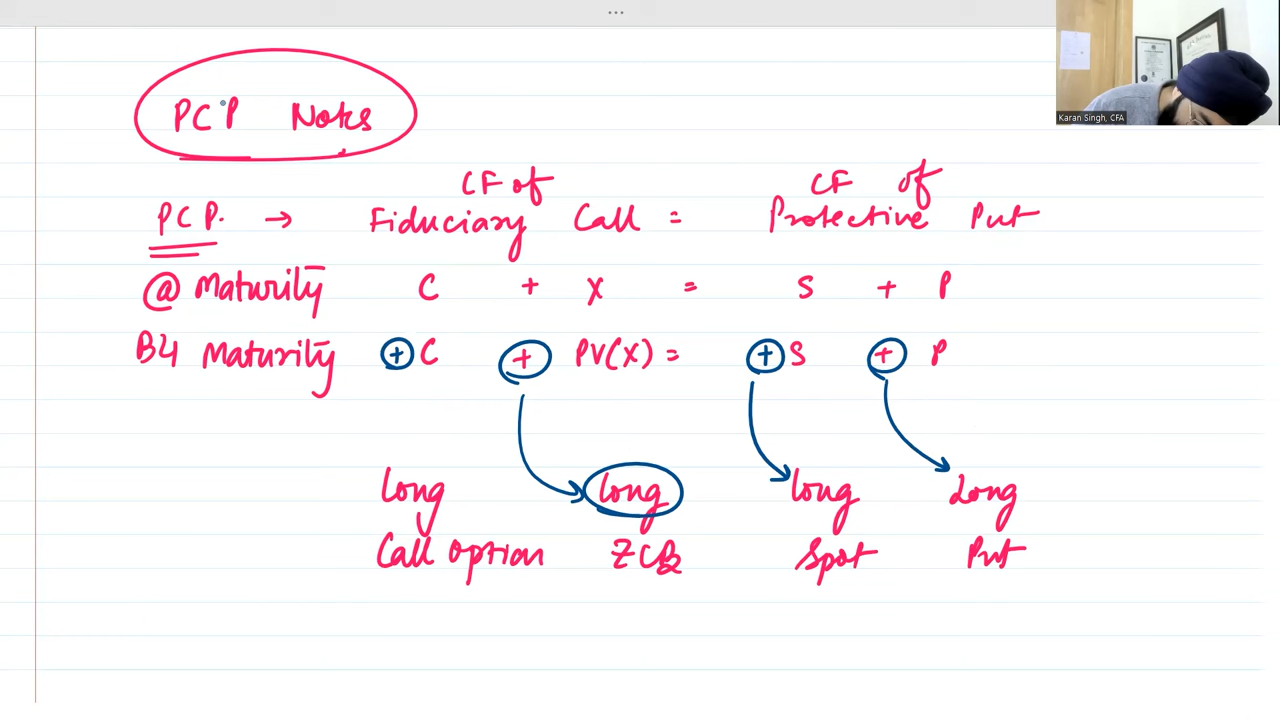 PCP Notes
Karan Singh, CFA
CF of CF of
PCP. → Fiduciary Call = Protective Put
@ Maturity C + X = S + P
B4 Maturity + C + PV(X) = + S + P
Long Long Long Long
Call Option ZCB Spot Put